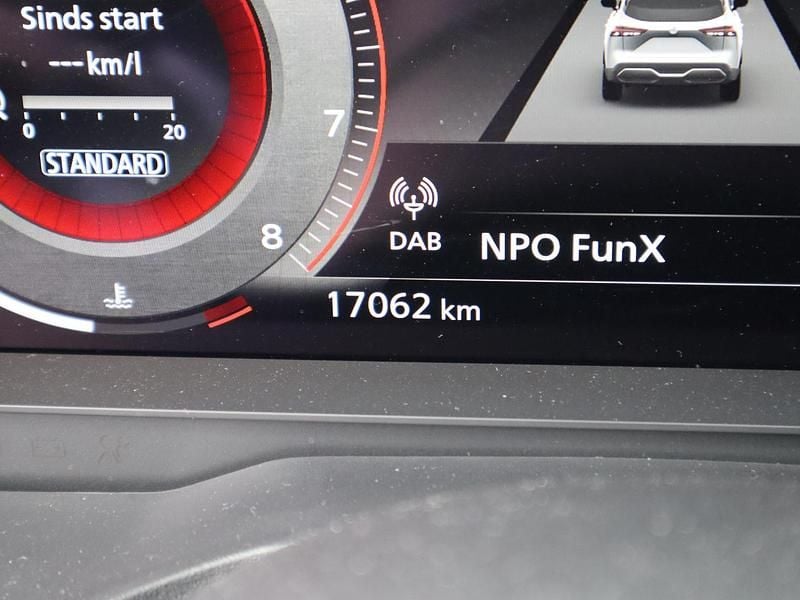 Sinds start
--- km/l
0 20
STANDARD
7
8
DAB
NPO FunX
17062 km